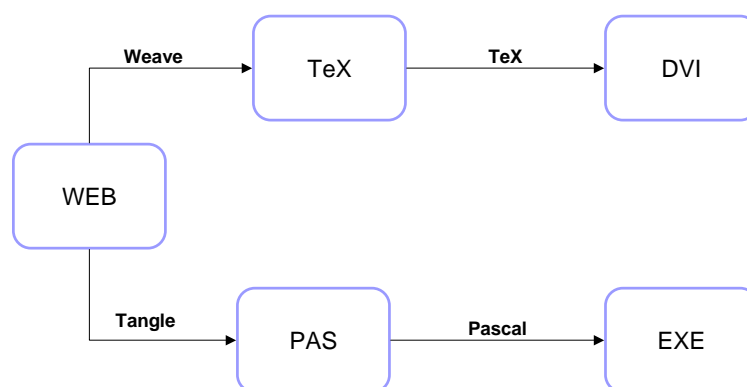 Weave
TeX
TeX
DVI
WEB
Tangle
PAS
Pascal
EXE